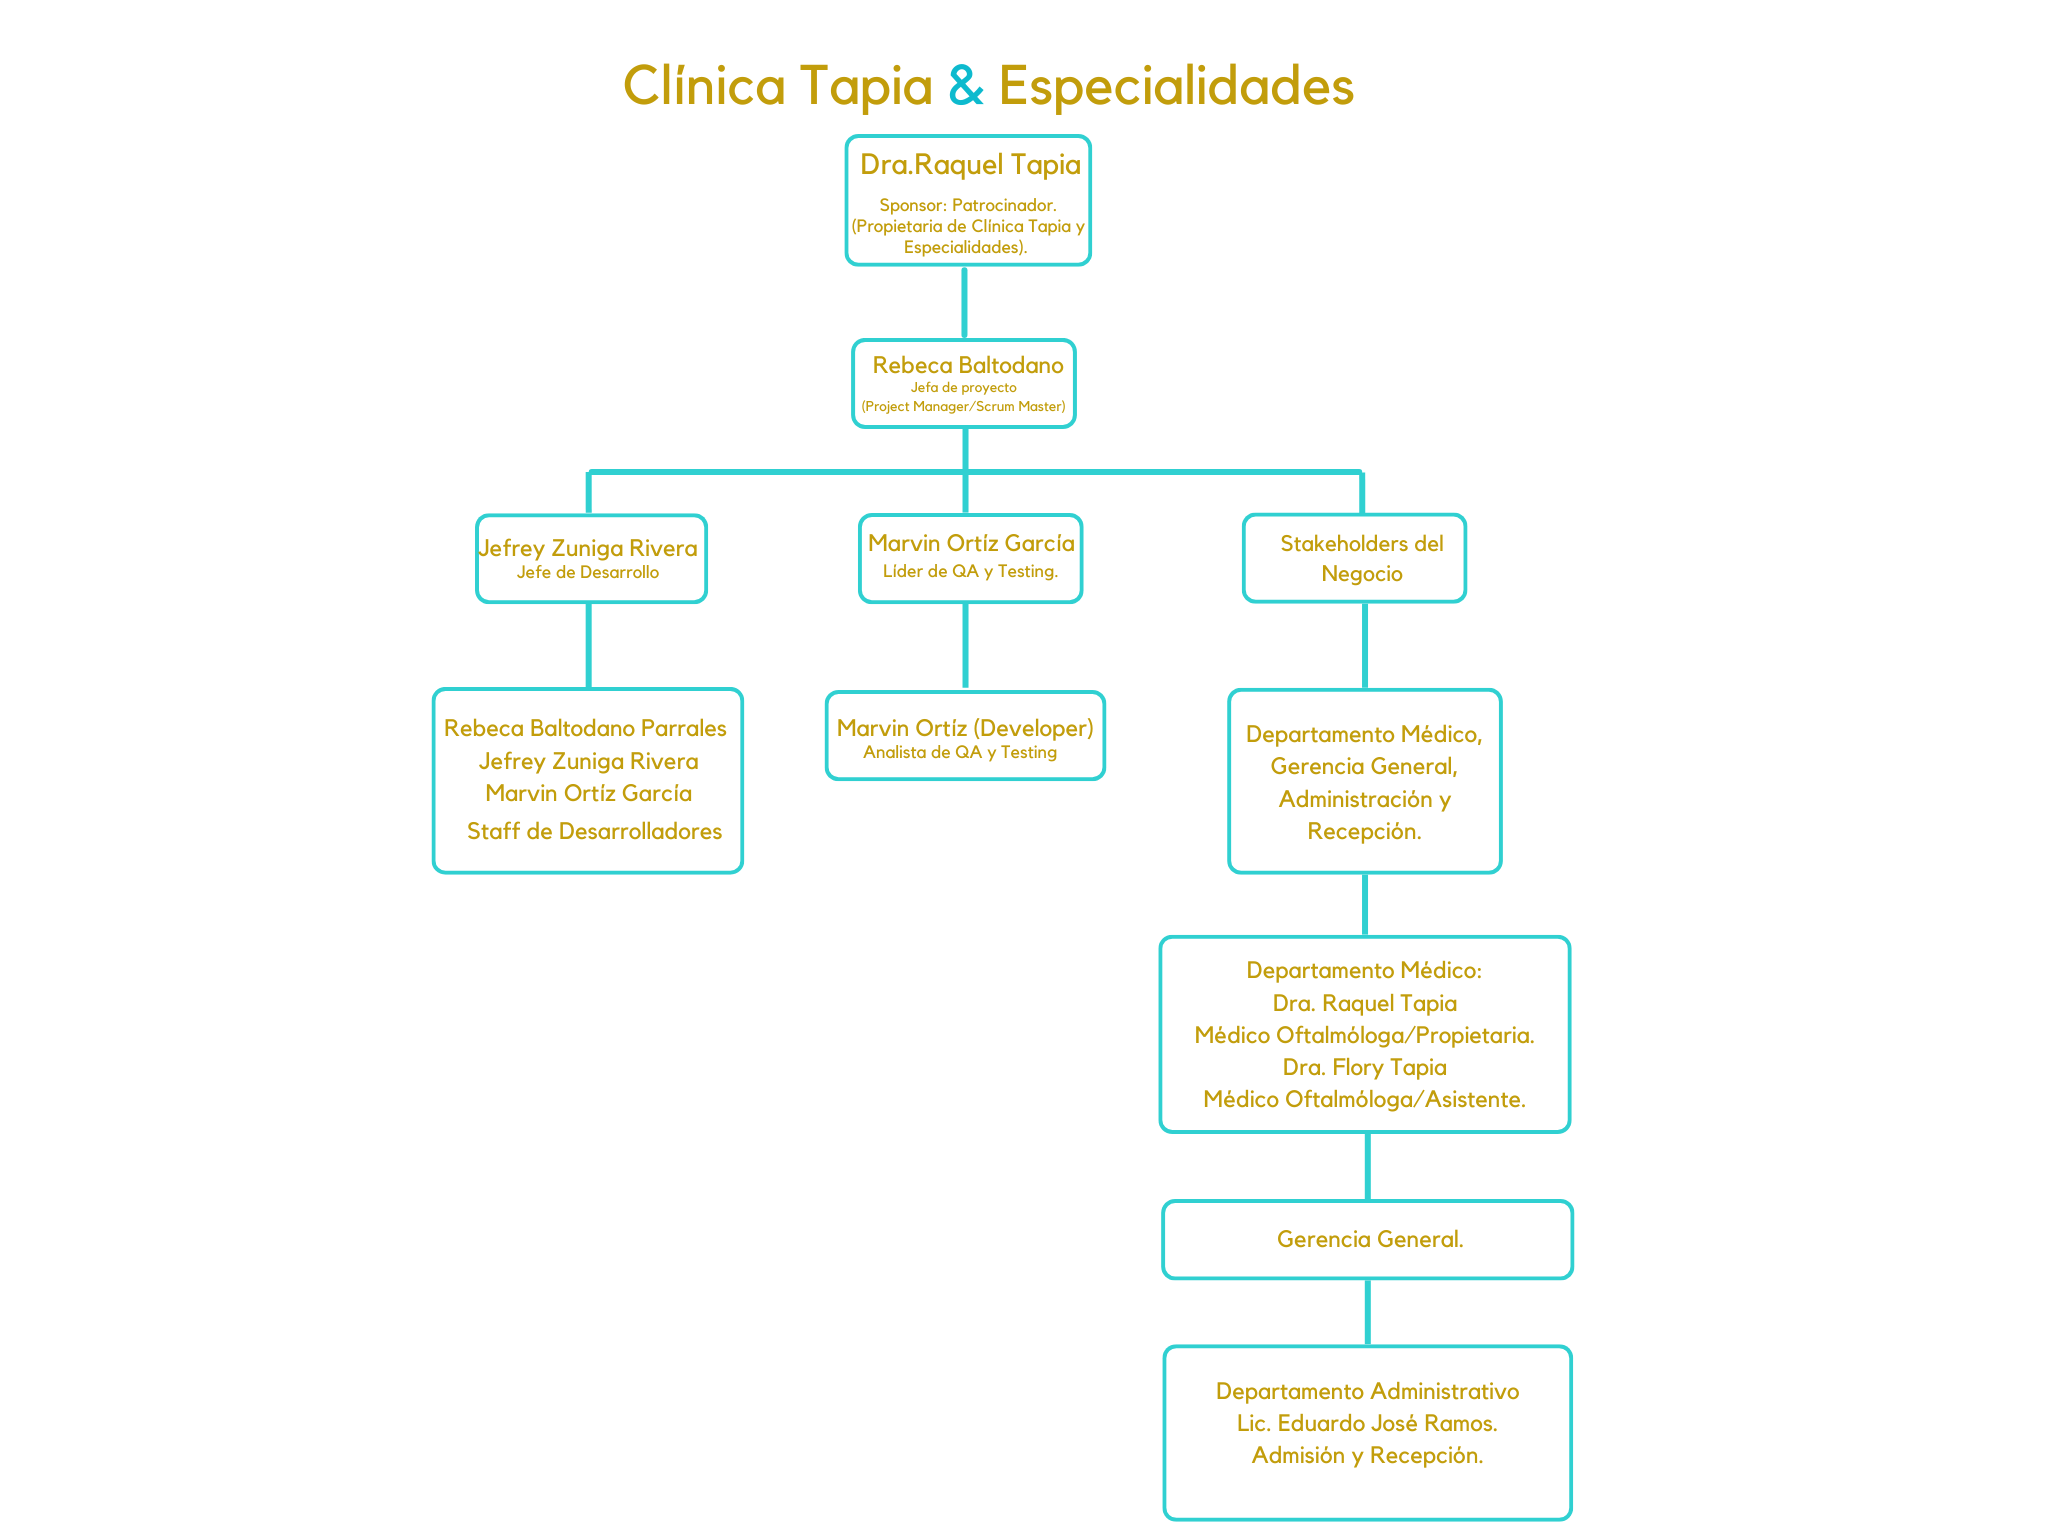 Clínica Tapia & Especialidades
Dra.Raquel Tapia
Sponsor: Patrocinador.
(Propietaria de Clínica Tapia y
Especialidades).
Rebeca Baltodano
Jefa de proyecto
(Project Manager/Scrum Master)
Jefrey Zuniga Rivera
Jefe de Desarrollo
Marvin Ortíz García
Líder de QA y Testing.
Stakeholders del
Negocio
Rebeca Baltodano Parrales
Jefrey Zuniga Rivera
Marvin Ortíz García
Staff de Desarrolladores
Marvin Ortíz (Developer)
Analista de QA y Testing
Departamento Médico,
Gerencia General,
Administración y
Recepción.
Departamento Médico:
Dra. Raquel Tapia
Médico Oftalmóloga/Propietaria.
Dra. Flory Tapia
Médico Oftalmóloga/Asistente.
Gerencia General.
Departamento Administrativo
Lic. Eduardo José Ramos.
Admisión y Recepción.